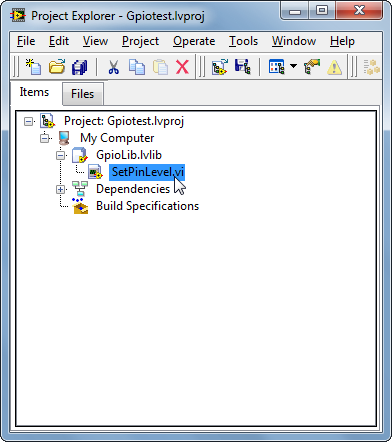 Project Explorer - Gpiotest.lvproj
File Edit View Project Operate Tools Window Help
Items Files
Project: Gpiotest.lvproj
My Computer
GpioLib.lvlib
SetPinLevel.vi
Dependencies
Build Specifications